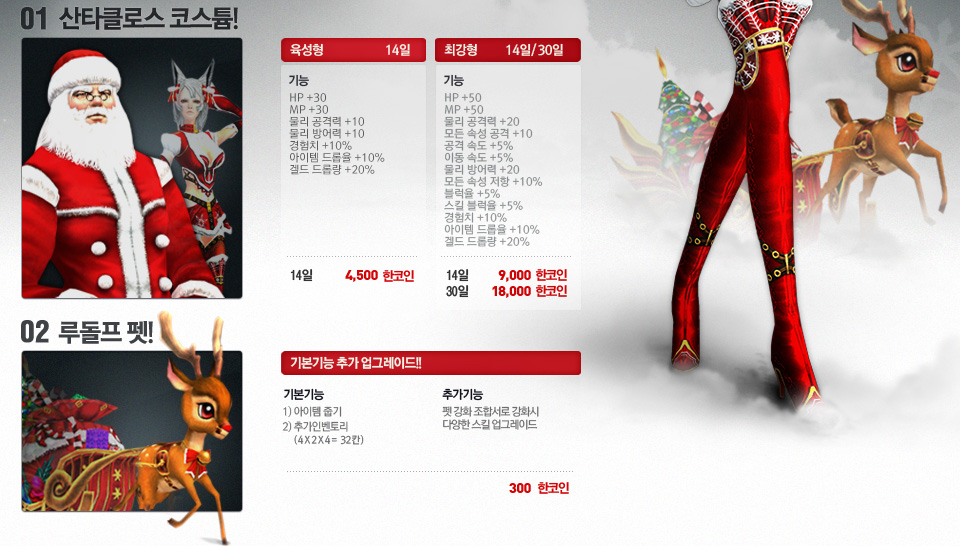 01 산타클로스 코스튬!
육성형 14일
기능
HP +30
MP +30
물리 공격력 +10
물리 방어력 +10
경험치 +10%
아이템 드롭율 +10%
겔드 드롭량 +20%
14일 4,500 한코인
최강형 14일/30일
기능
HP +50
MP +50
물리 공격력 +20
모든 속성 공격 +10
공격 속도 +5%
이동 속도 +5%
물리 방어력 +20
모든 속성 저항 +10%
블럭율 +5%
스킬 블럭율 +5%
경험치 +10%
아이템 드롭율 +10%
겔드 드롭량 +20%
14일 9,000 한코인
30일 18,000 한코인
02 루돌프 펫!
기본기능 추가 업그레이드!!
기본기능
1) 아이템 줍기
2) 추가인벤토리
(4X2X4= 32칸)
추가기능
펫 강화 조합서로 강화시
다양한 스킬 업그레이드
300 한코인